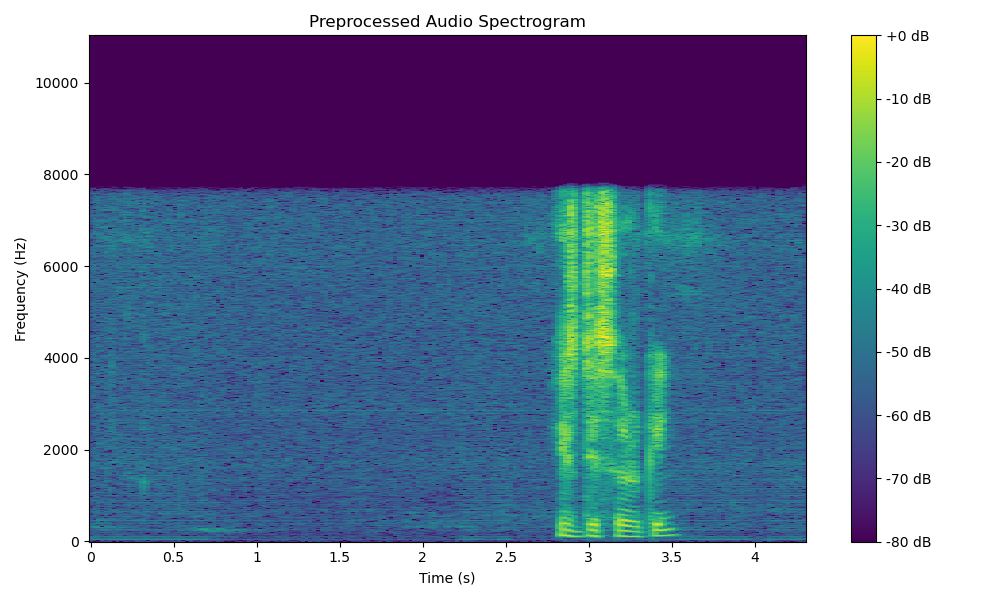 Preprocessed Audio Spectrogram
Frequency (Hz)
10000
8000
6000
4000
2000
0
0 0.5 1 1.5 2 2.5 3 3.5 4
Time (s)
+0 dB
-10 dB
-20 dB
-30 dB
-40 dB
-50 dB
-60 dB
-70 dB
-80 dB